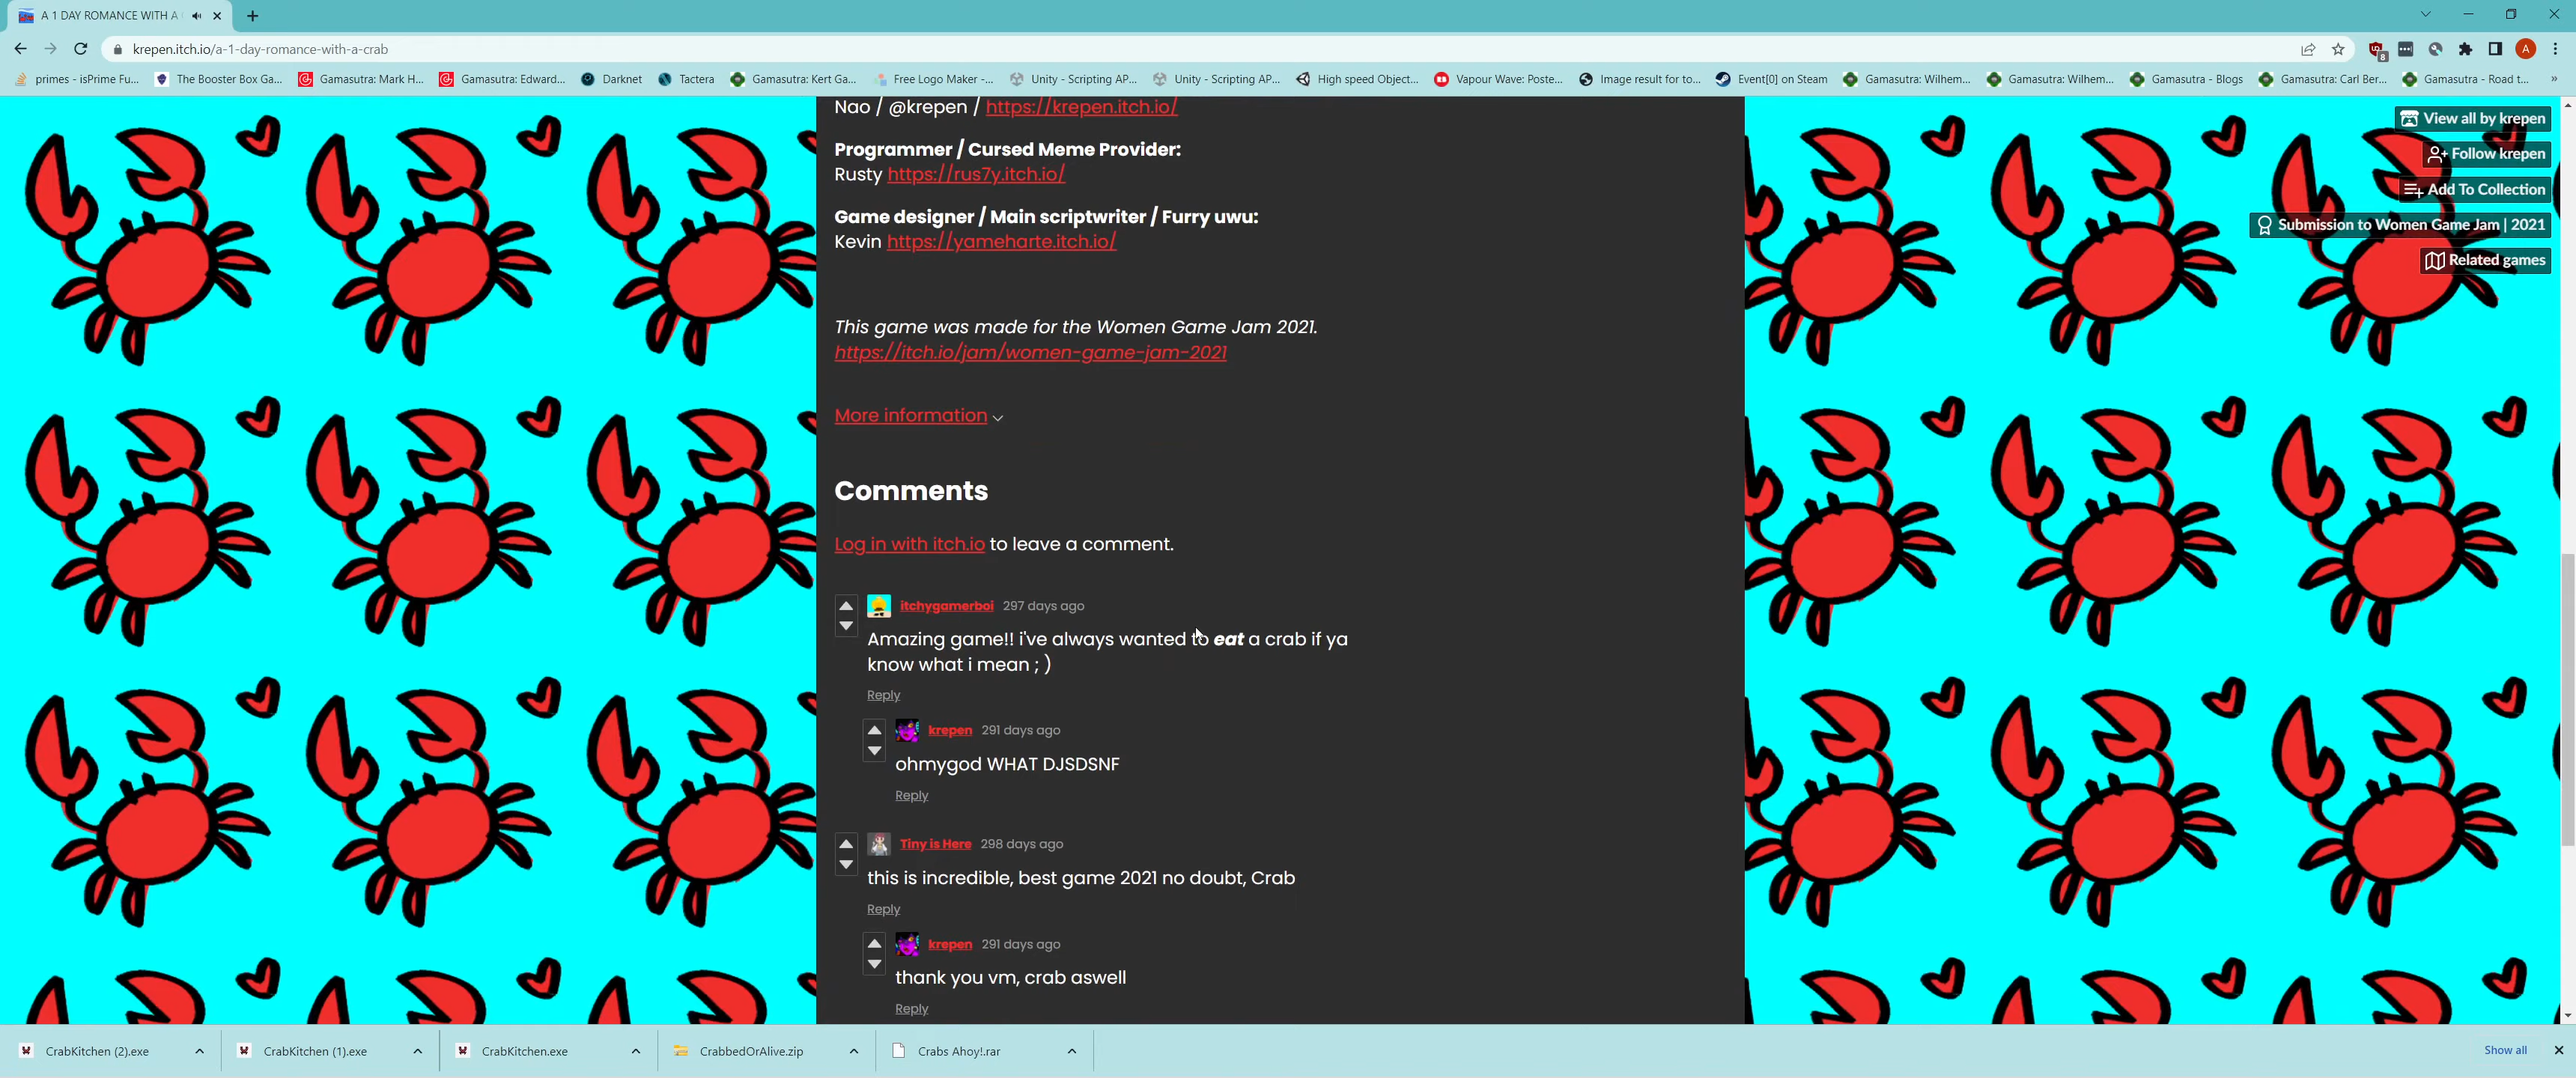 A 1 DAY ROMANCE WITH A
krepen.itch.io/a-1-day-romance-with-a-crab
8
A
primes - isPrime Fu...
The Booster Box Ga...
Gamasutra: Mark H...
Gamasutra: Edward...
Darknet
Tactera
Gamasutra: Kert Ga...
Free Logo Maker -...
Unity - Scripting AP...
Unity - Scripting AP...
High speed Object...
Vapour Wave: Poste...
Image result for to...
Event[0] on Steam
Gamasutra: Wilhem...
Gamasutra: Wilhem...
Gamasutra - Blogs
Gamasutra: Carl Ber...
Gamasutra - Road t...
»
View all by krepen
Follow krepen
Add To Collection
Submission to Women Game Jam | 2021
Related games
Nao / @krepen / https://krepen.itch.io/
Programmer / Cursed Meme Provider:
Rusty https://rus7y.itch.io/
Game designer / Main scriptwriter / Furry uwu:
Kevin https://yameharte.itch.io/
This game was made for the Women Game Jam 2021.
https://itch.io/jam/women-game-jam-2021
More information
Comments
Log in with itch.io to leave a comment.
itchygamerboi 297 days ago
Amazing game!! i've always wanted to eat a crab if ya
know what i mean ; )
Reply
krepen 291 days ago
ohmygod WHAT DJSDSNF
Reply
Tiny is Here 298 days ago
this is incredible, best game 2021 no doubt, Crab
Reply
krepen 291 days ago
thank you vm, crab aswell
Reply
CrabKitchen (2).exe
CrabKitchen (1).exe
CrabKitchen.exe
CrabbedOrAlive.zip
Crabs Ahoy!.rar
Show all